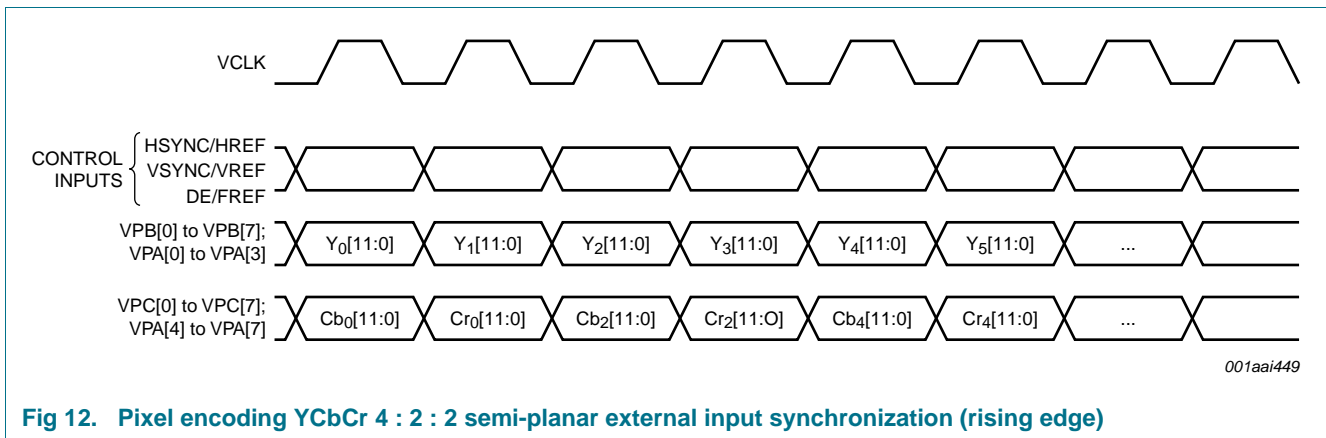 VCLK
CONTROL
INPUTS
HSYNC/HREF
VSYNC/VREF
DE/FREF
VPB[0] to VPB[7];
VPA[0] to VPA[3]
Y0[11:0] Y1[11:0] Y2[11:0] Y3[11:0] Y4[11:0] Y5[11:0] ...
VPC[0] to VPC[7];
VPA[4] to VPA[7]
Cb0[11:0] Cr0[11:0] Cb2[11:0] Cr2[11:O] Cb4[11:0] Cr4[11:0] ...
001aai449
Fig 12. Pixel encoding YCbCr 4 : 2 : 2 semi-planar external input synchronization (rising edge)